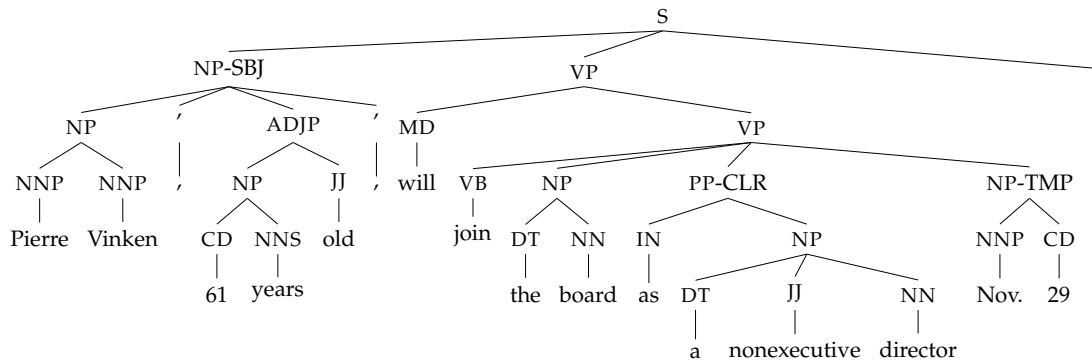 S
NP-SBJ VP
NP , ADJP , MD VP
NNP NNP , NP JJ , will VB NP PP-CLR NP-TMP
Pierre Vinken CD NNS old join DT NN IN NP NNP CD
61 years the board as DT JJ NN Nov. 29
a nonexecutive director